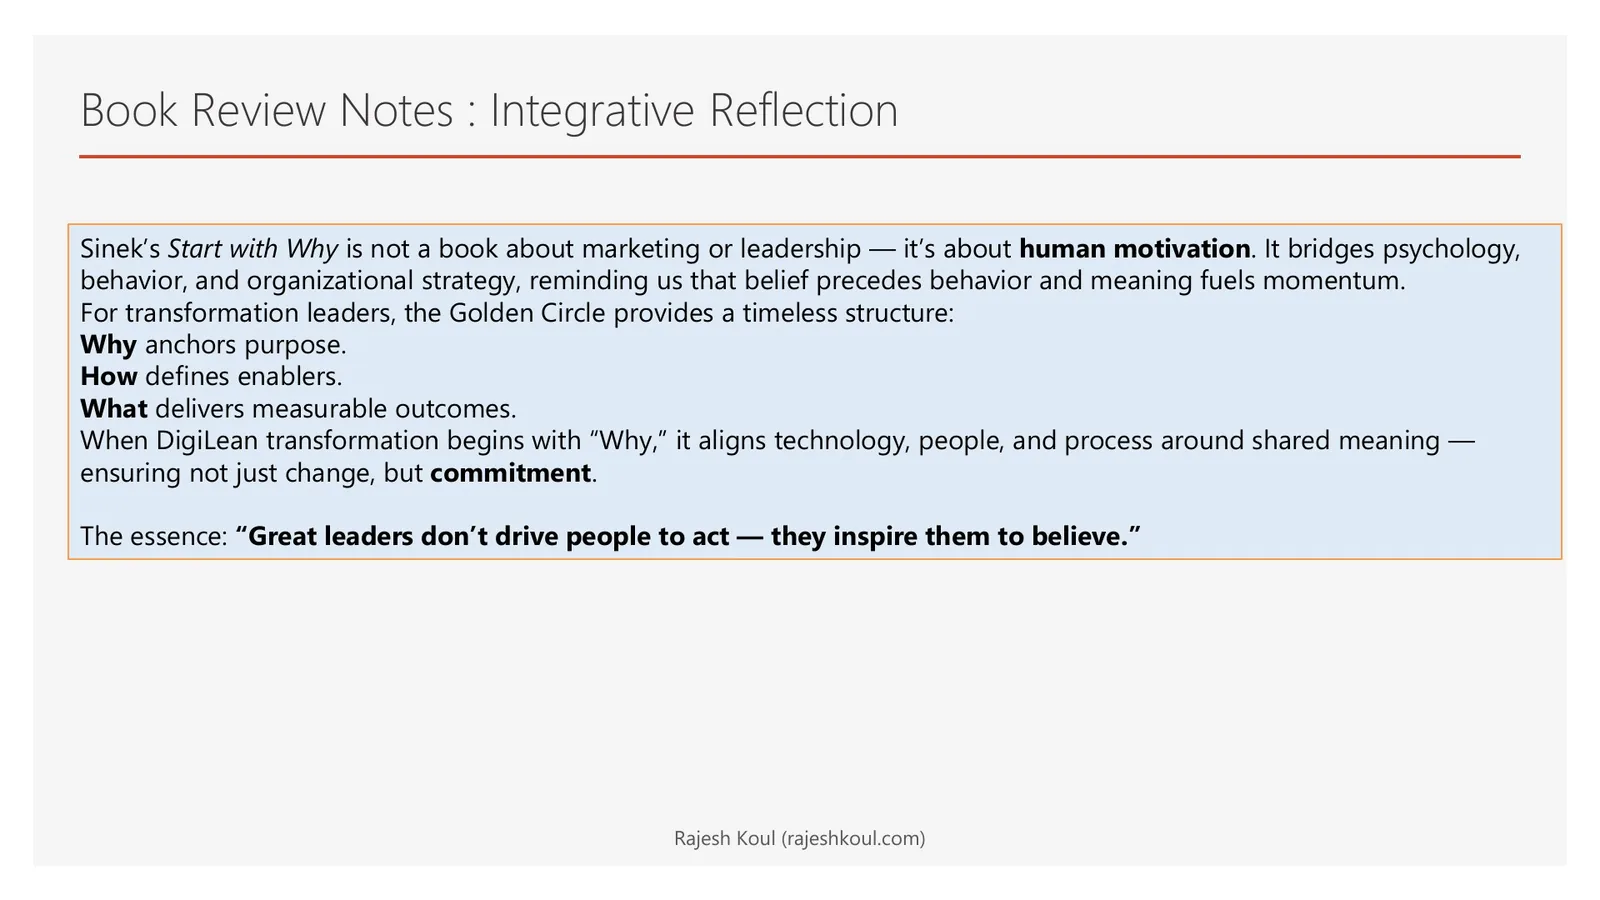 Book Review Notes : Integrative Reflection
Sinek’s Start with Why is not a book about marketing or leadership — it’s about human motivation. It bridges psychology,
behavior, and organizational strategy, reminding us that belief precedes behavior and meaning fuels momentum.
For transformation leaders, the Golden Circle provides a timeless structure:
Why anchors purpose.
How defines enablers.
What delivers measurable outcomes.
When DigiLean transformation begins with “Why,” it aligns technology, people, and process around shared meaning —
ensuring not just change, but commitment.
The essence: “Great leaders don’t drive people to act — they inspire them to believe.”
Rajesh Koul (rajeshkoul.com)